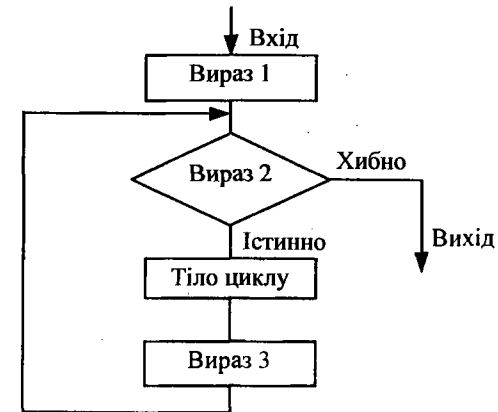 Вхід
Вираз 1
Вираз 2
Хибно
Істинно
Вихід
Тіло циклу
Вираз 3